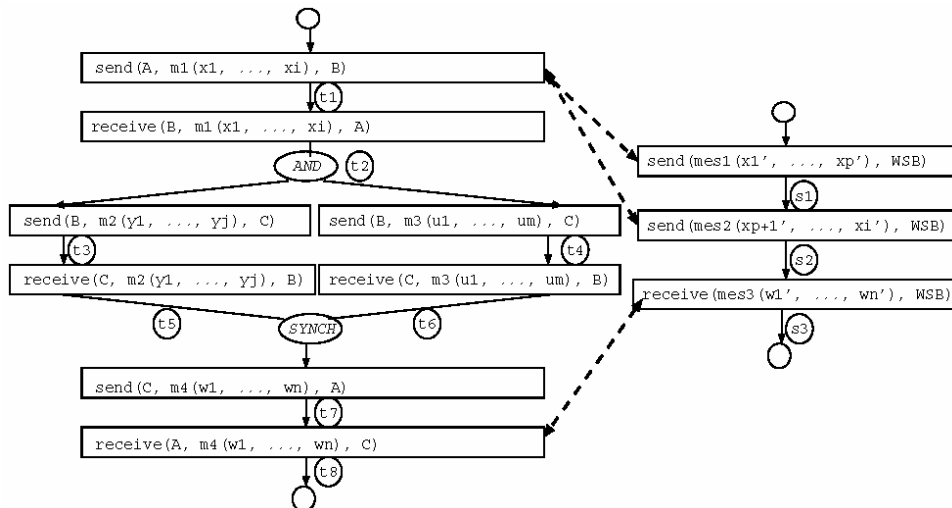 send(A, m1(x1, ..., xi), B)
t1
receive(B, m1(x1, ..., xi), A)
AND
t2
send(B, m2(y1, ..., yj), C)
send(B, m3(u1, ..., um), C)
t3
t4
receive(C, m2(y1, ..., yj), B)
receive(C, m3(u1, ..., um), B)
t5
SYNCH
t6
send(C, m4(w1, ..., wn), A)
t7
receive(A, m4(w1, ..., wn), C)
t8
send(mes1(x1', ..., xp'), WSB)
s1
send(mes2(xp+1', ..., xi'), WSB)
s2
receive(mes3(w1', ..., wn'), WSB)
s3